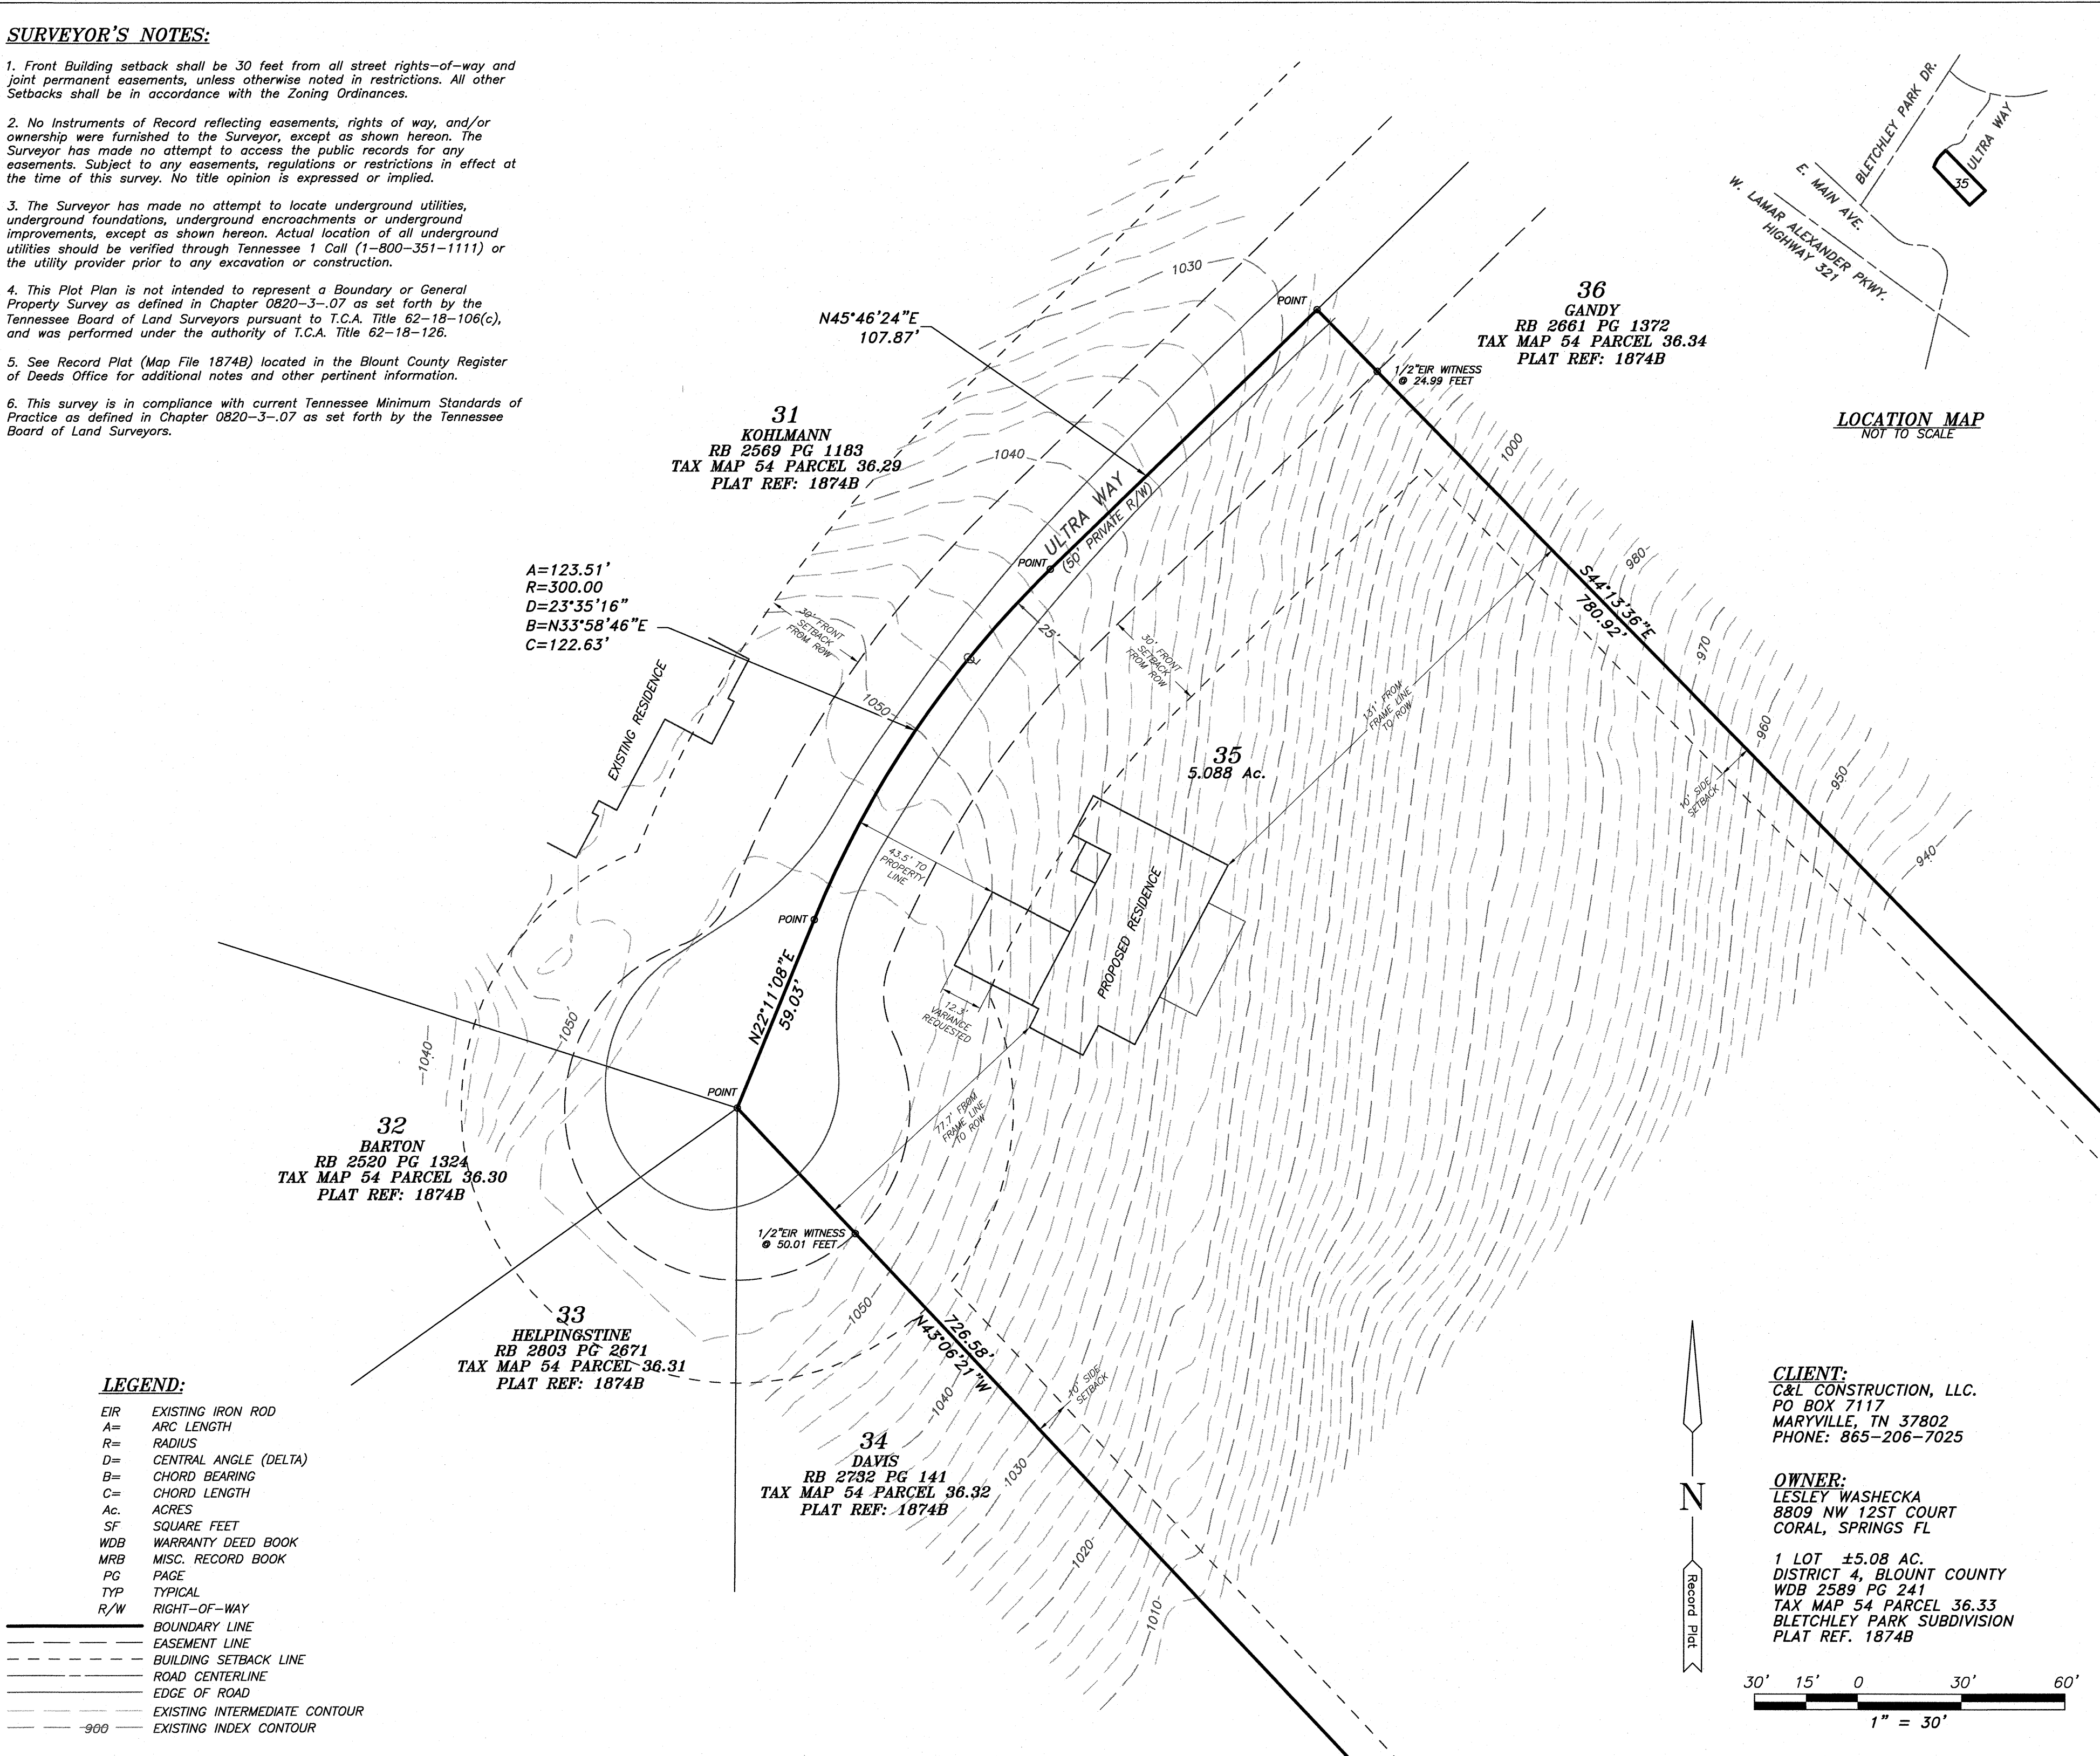 SURVEYOR'S NOTES:
1. Front Building setback shall be 30 feet from all street rights-of-way and
joint permanent easements, unless otherwise noted in restrictions. All other
Setbacks shall be in accordance with the Zoning Ordinances.
2. No Instruments of Record reflecting easements, rights of way, and/or
ownership were furnished to the Surveyor, except as shown hereon. The
Surveyor has made no attempt to access the public records for any
easements. Subject to any easements, regulations or restrictions in effect at
the time of this survey. No title opinion is expressed or implied.
3. The Surveyor has made no attempt to locate underground utilities,
underground foundations, underground encroachments or underground
improvements, except as shown hereon. Actual location of all underground
utilities should be verified through Tennessee 1 Call (1-800-351-1111) or
the utility provider prior to any excavation or construction.
4. This Plot Plan is not intended to represent a Boundary or General
Property Survey as defined in Chapter 0820-3-.07 as set forth by the
Tennessee Board of Land Surveyors pursuant to T.C.A. Title 62-18-106(c),
and was performed under the authority of T.C.A. Title 62-18-126.
5. See Record Plat (Map File 1874B) located in the Blount County Register
of Deeds Office for additional notes and other pertinent information.
6. This survey is in compliance with current Tennessee Minimum Standards of
Practice as defined in Chapter 0820-3-.07 as set forth by the Tennessee
Board of Land Surveyors.
BLETCHLEY PARK DR.
ULTRA WAY
35
E. MAIN AVE.
W. LAMAR ALEXANDER PKWY.
HIGHWAY 321
LOCATION MAP
NOT TO SCALE
36
GANDY
RB 2661 PG 1372
TAX MAP 54 PARCEL 36.34
PLAT REF: 1874B
1030
POINT
N45°46'24"E
107.87'
1/2"EIR WITNESS
@ 24.99 FEET
31
KOHLMANN
RB 2569 PG 1183
TAX MAP 54 PARCEL 36.29
PLAT REF: 1874B
1040
1000
ULTRA WAY
(50' PRIVATE R/W)
POINT
980
S44°13'36"E
780.92'
970
960
950
940
A=123.51'
R=300.00
D=23°35'16"
B=N33°58'46"E
C=122.63'
30' FRONT
SETBACK
FROM ROW
25'
30' FRONT
SETBACK
FROM ROW
131' FROM
FRAME LINE
TO ROW
EXISTING RESIDENCE
1050
35
5.088 Ac.
10' SIDE
SETBACK
43.5' TO
PROPERTY
LINE
PROPOSED RESIDENCE
POINT
N22°11'08"E
59.03'
12.3'
VARIANCE
REQUESTED
1050
1040
POINT
77.7' FROM
FRAME LINE
TO ROW
32
BARTON
RB 2520 PG 1324
TAX MAP 54 PARCEL 36.30
PLAT REF: 1874B
1/2"EIR WITNESS
@ 50.01 FEET
1050
33
HELPINGSTINE
RB 2803 PG 2671
TAX MAP 54 PARCEL 36.31
PLAT REF: 1874B
726.58'
N43°06'21"W
10' SIDE
SETBACK
1040
34
DAVIS
RB 2732 PG 141
TAX MAP 54 PARCEL 36.32
PLAT REF: 1874B
1030
1020
1010
LEGEND:
EIR EXISTING IRON ROD
A= ARC LENGTH
R= RADIUS
D= CENTRAL ANGLE (DELTA)
B= CHORD BEARING
C= CHORD LENGTH
Ac. ACRES
SF SQUARE FEET
WDB WARRANTY DEED BOOK
MRB MISC. RECORD BOOK
PG PAGE
TYP TYPICAL
R/W RIGHT-OF-WAY
BOUNDARY LINE
EASEMENT LINE
BUILDING SETBACK LINE
ROAD CENTERLINE
EDGE OF ROAD
EXISTING INTERMEDIATE CONTOUR
900 EXISTING INDEX CONTOUR
N
Record Plat
CLIENT:
C&L CONSTRUCTION, LLC.
PO BOX 7117
MARYVILLE, TN 37802
PHONE: 865-206-7025
OWNER:
LESLEY WASHECKA
8809 NW 12ST COURT
CORAL, SPRINGS FL
1 LOT ±5.08 AC.
DISTRICT 4, BLOUNT COUNTY
WDB 2589 PG 241
TAX MAP 54 PARCEL 36.33
BLETCHLEY PARK SUBDIVISION
PLAT REF. 1874B
30' 15' 0 30' 60'
1" = 30'